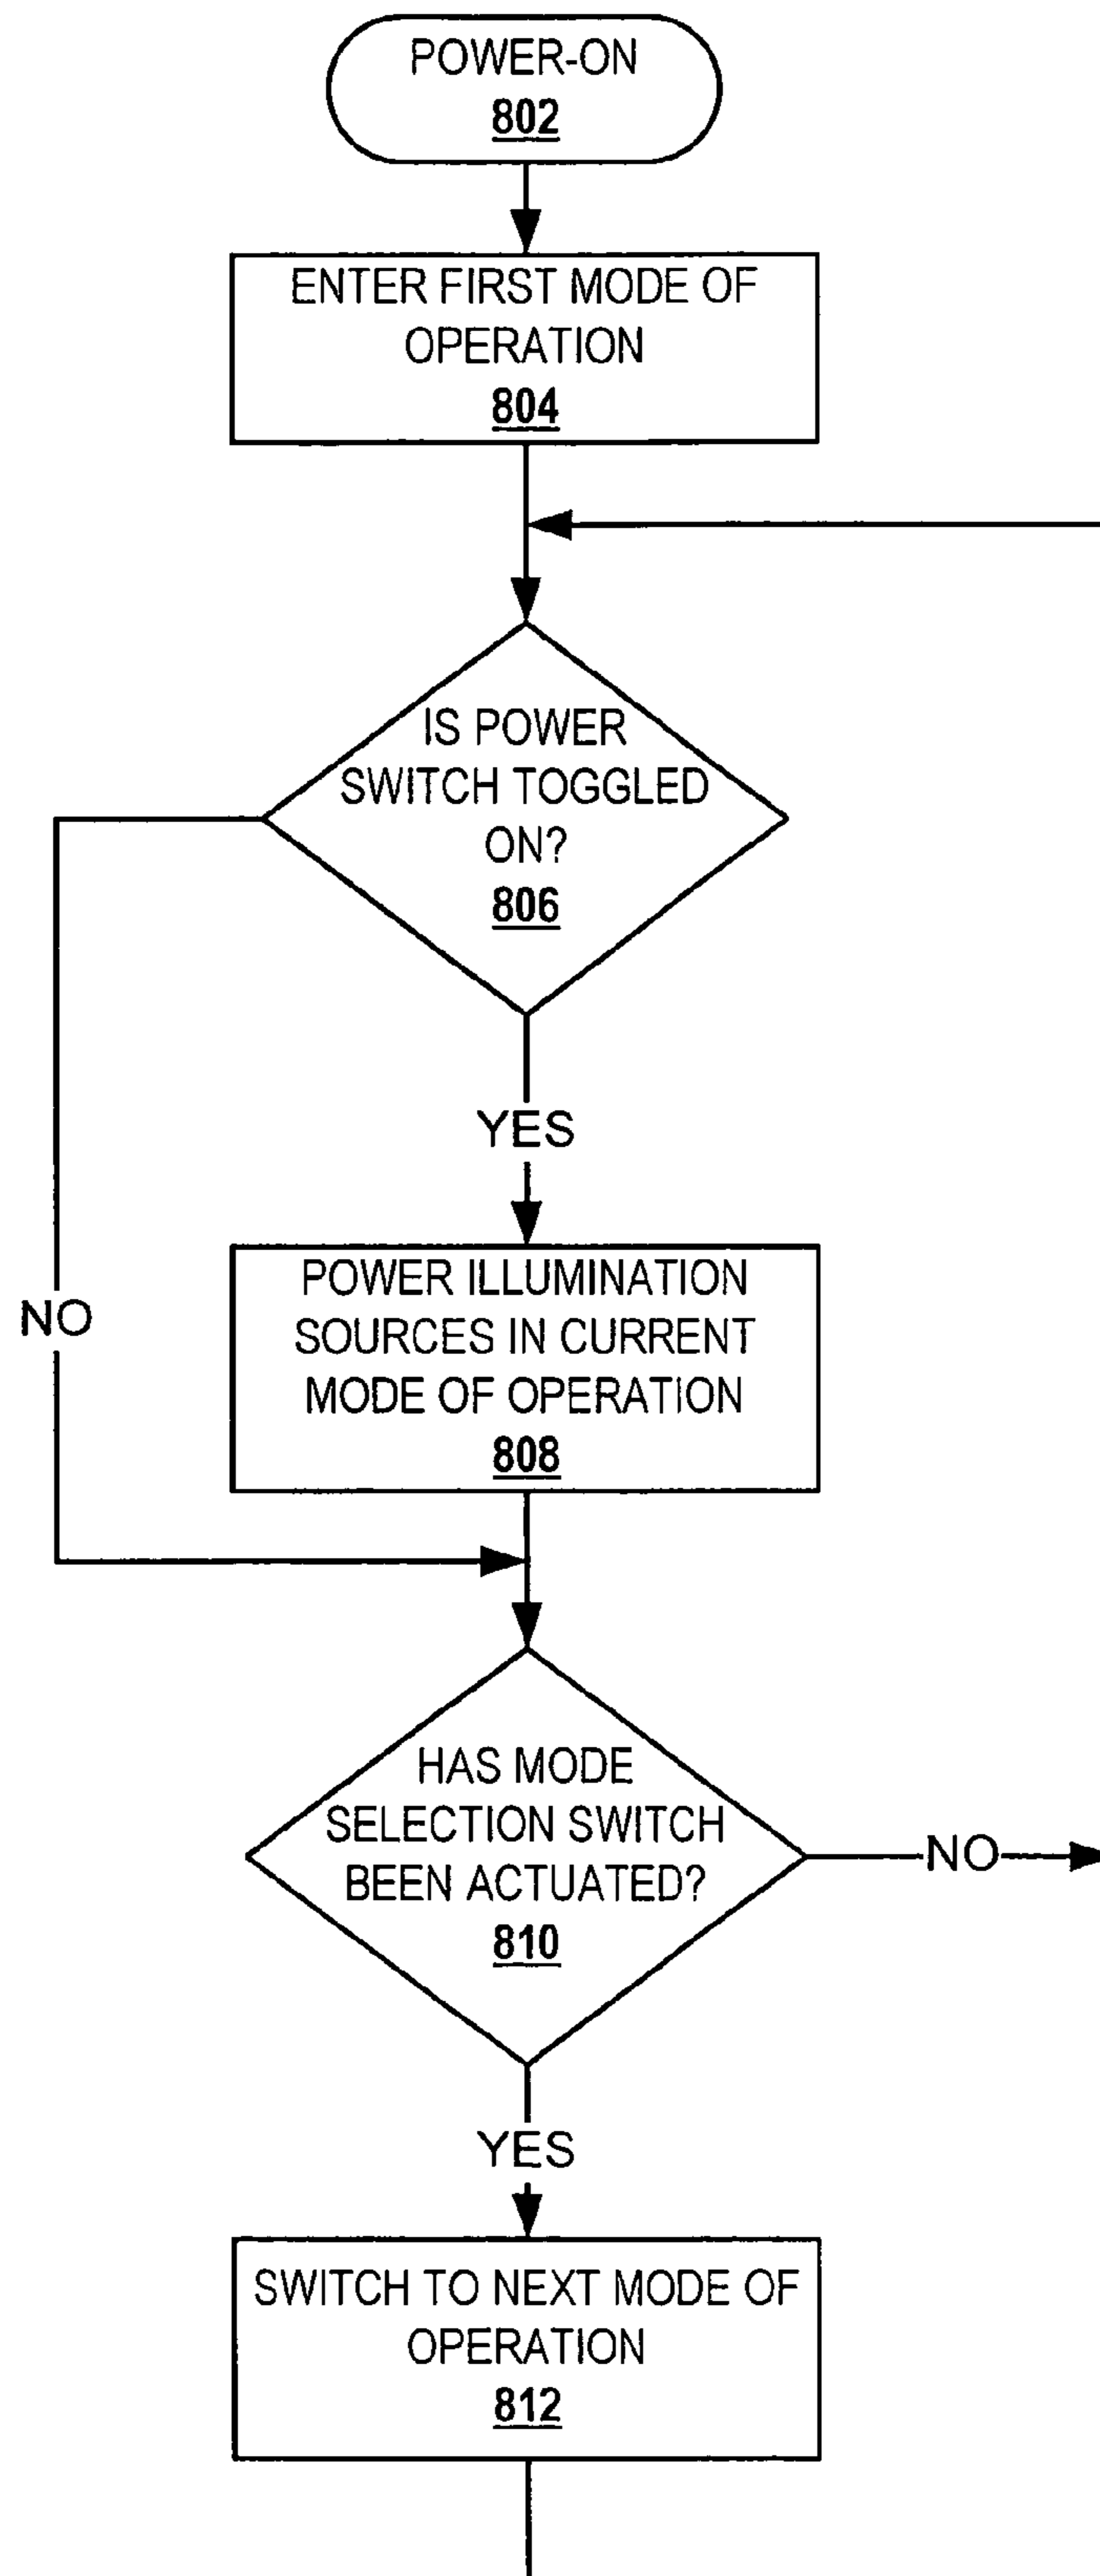 POWER-ON
802
ENTER FIRST MODE OF
OPERATION
804
IS POWER
SWITCH TOGGLED
ON?
806
YES
NO
POWER ILLUMINATION
SOURCES IN CURRENT
MODE OF OPERATION
808
HAS MODE
SELECTION SWITCH
BEEN ACTUATED?
810
NO
YES
SWITCH TO NEXT MODE OF
OPERATION
812